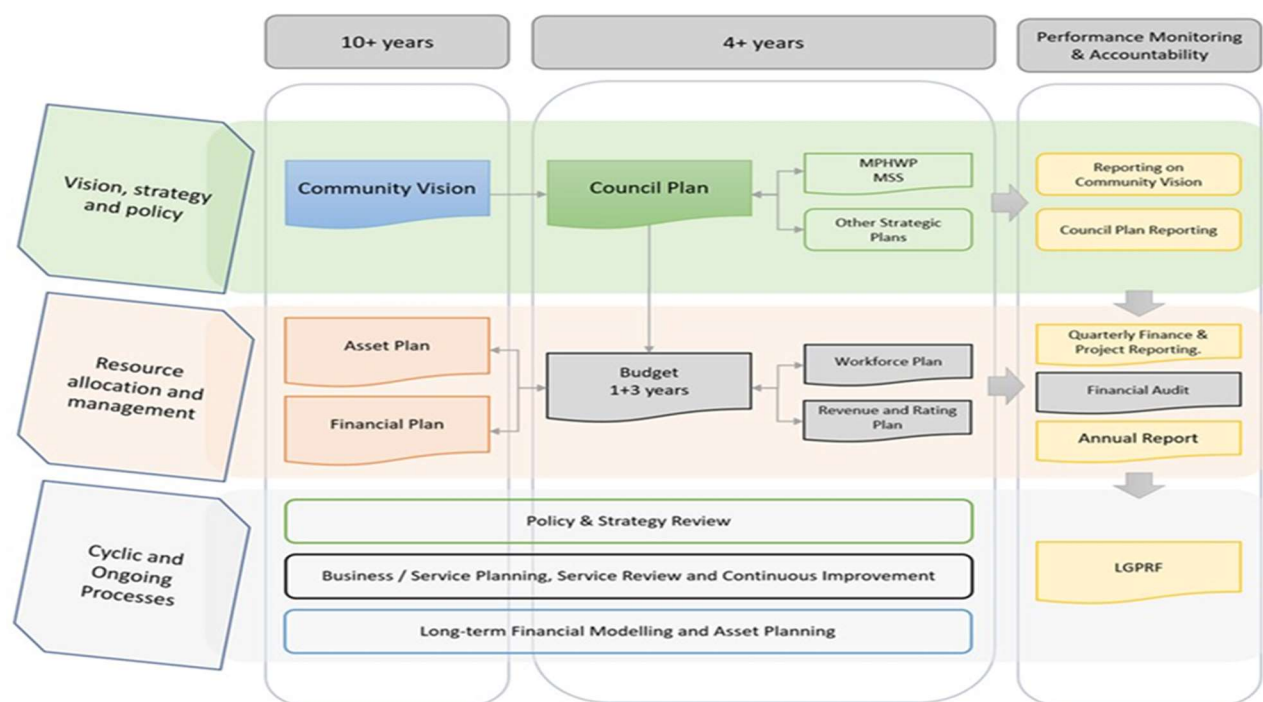 10+ years
4+ years
Performance Monitoring
& Accountability
Vision, strategy
and policy
Community Vision
Council Plan
MPHWP
MSS
Other Strategic
Plans
Reporting on
Community Vision
Council Plan Reporting
Resource
allocation and
management
Asset Plan
Financial Plan
Budget
1+3 years
Workforce Plan
Revenue and Rating
Plan
Quarterly Finance &
Project Reporting.
Financial Audit
Annual Report
Cyclic and
Ongoing
Processes
Policy & Strategy Review
Business / Service Planning, Service Review and Continuous Improvement
Long-term Financial Modelling and Asset Planning
LGPRF